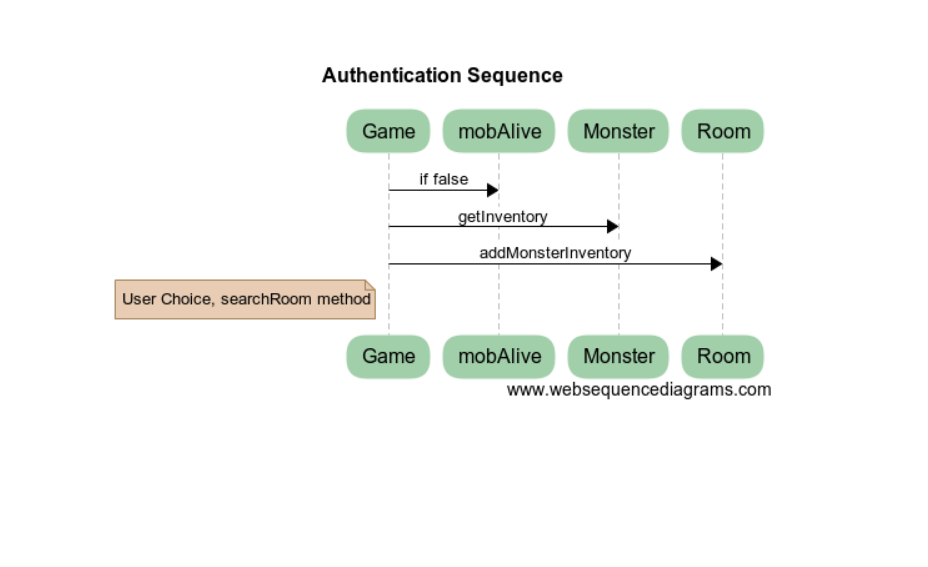 Authentication Sequence
Game mobAlive Monster Room
if false
getInventory
addMonsterInventory
User Choice, searchRoom method
Game mobAlive Monster Room
www.websequencediagrams.com